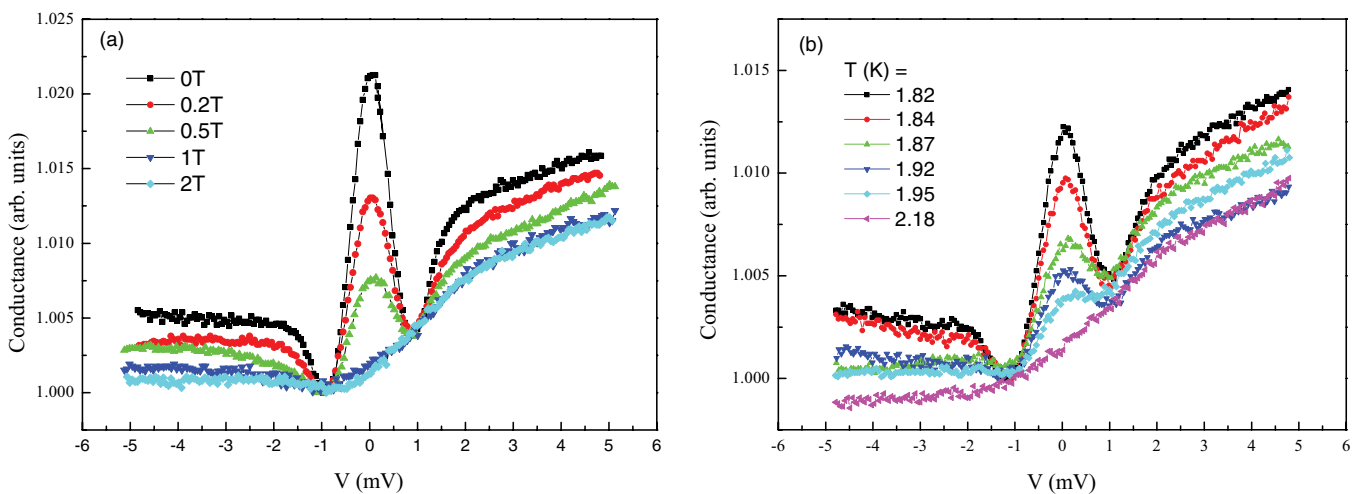 (a)
0T
0.2T
0.5T
1T
2T
1.025
1.020
1.015
1.010
1.005
1.000
Conductance (arb. units)
-6 -5 -4 -3 -2 -1 0 1 2 3 4 5 6
V (mV)
(b)
T (K) =
1.82
1.84
1.87
1.92
1.95
2.18
1.015
1.010
1.005
1.000
Conductance (arb. units)
-6 -5 -4 -3 -2 -1 0 1 2 3 4 5 6
V (mV)